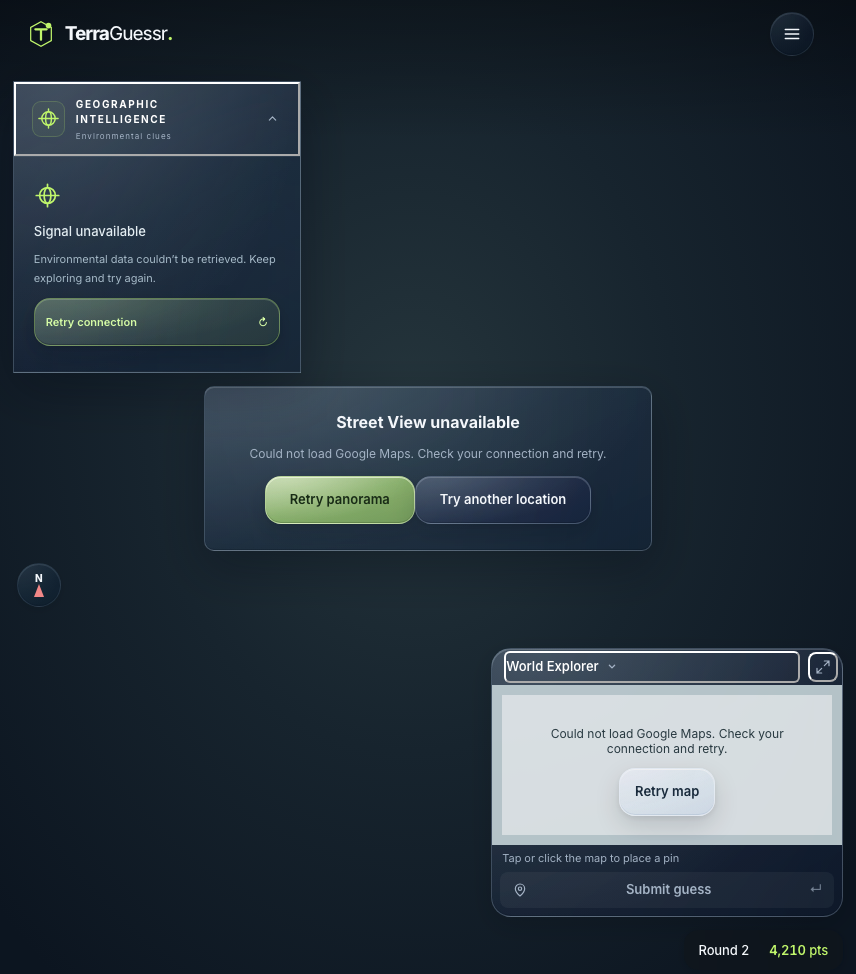 TerraGuessr.
GEOGRAPHIC
INTELLIGENCE
Environmental clues
Signal unavailable
Environmental data couldn’t be retrieved. Keep
exploring and try again.
Retry connection
Street View unavailable
Could not load Google Maps. Check your connection and retry.
Retry panorama
Try another location
N
World Explorer
Could not load Google Maps. Check your
connection and retry.
Retry map
Tap or click the map to place a pin
Submit guess
Round 2 4,210 pts